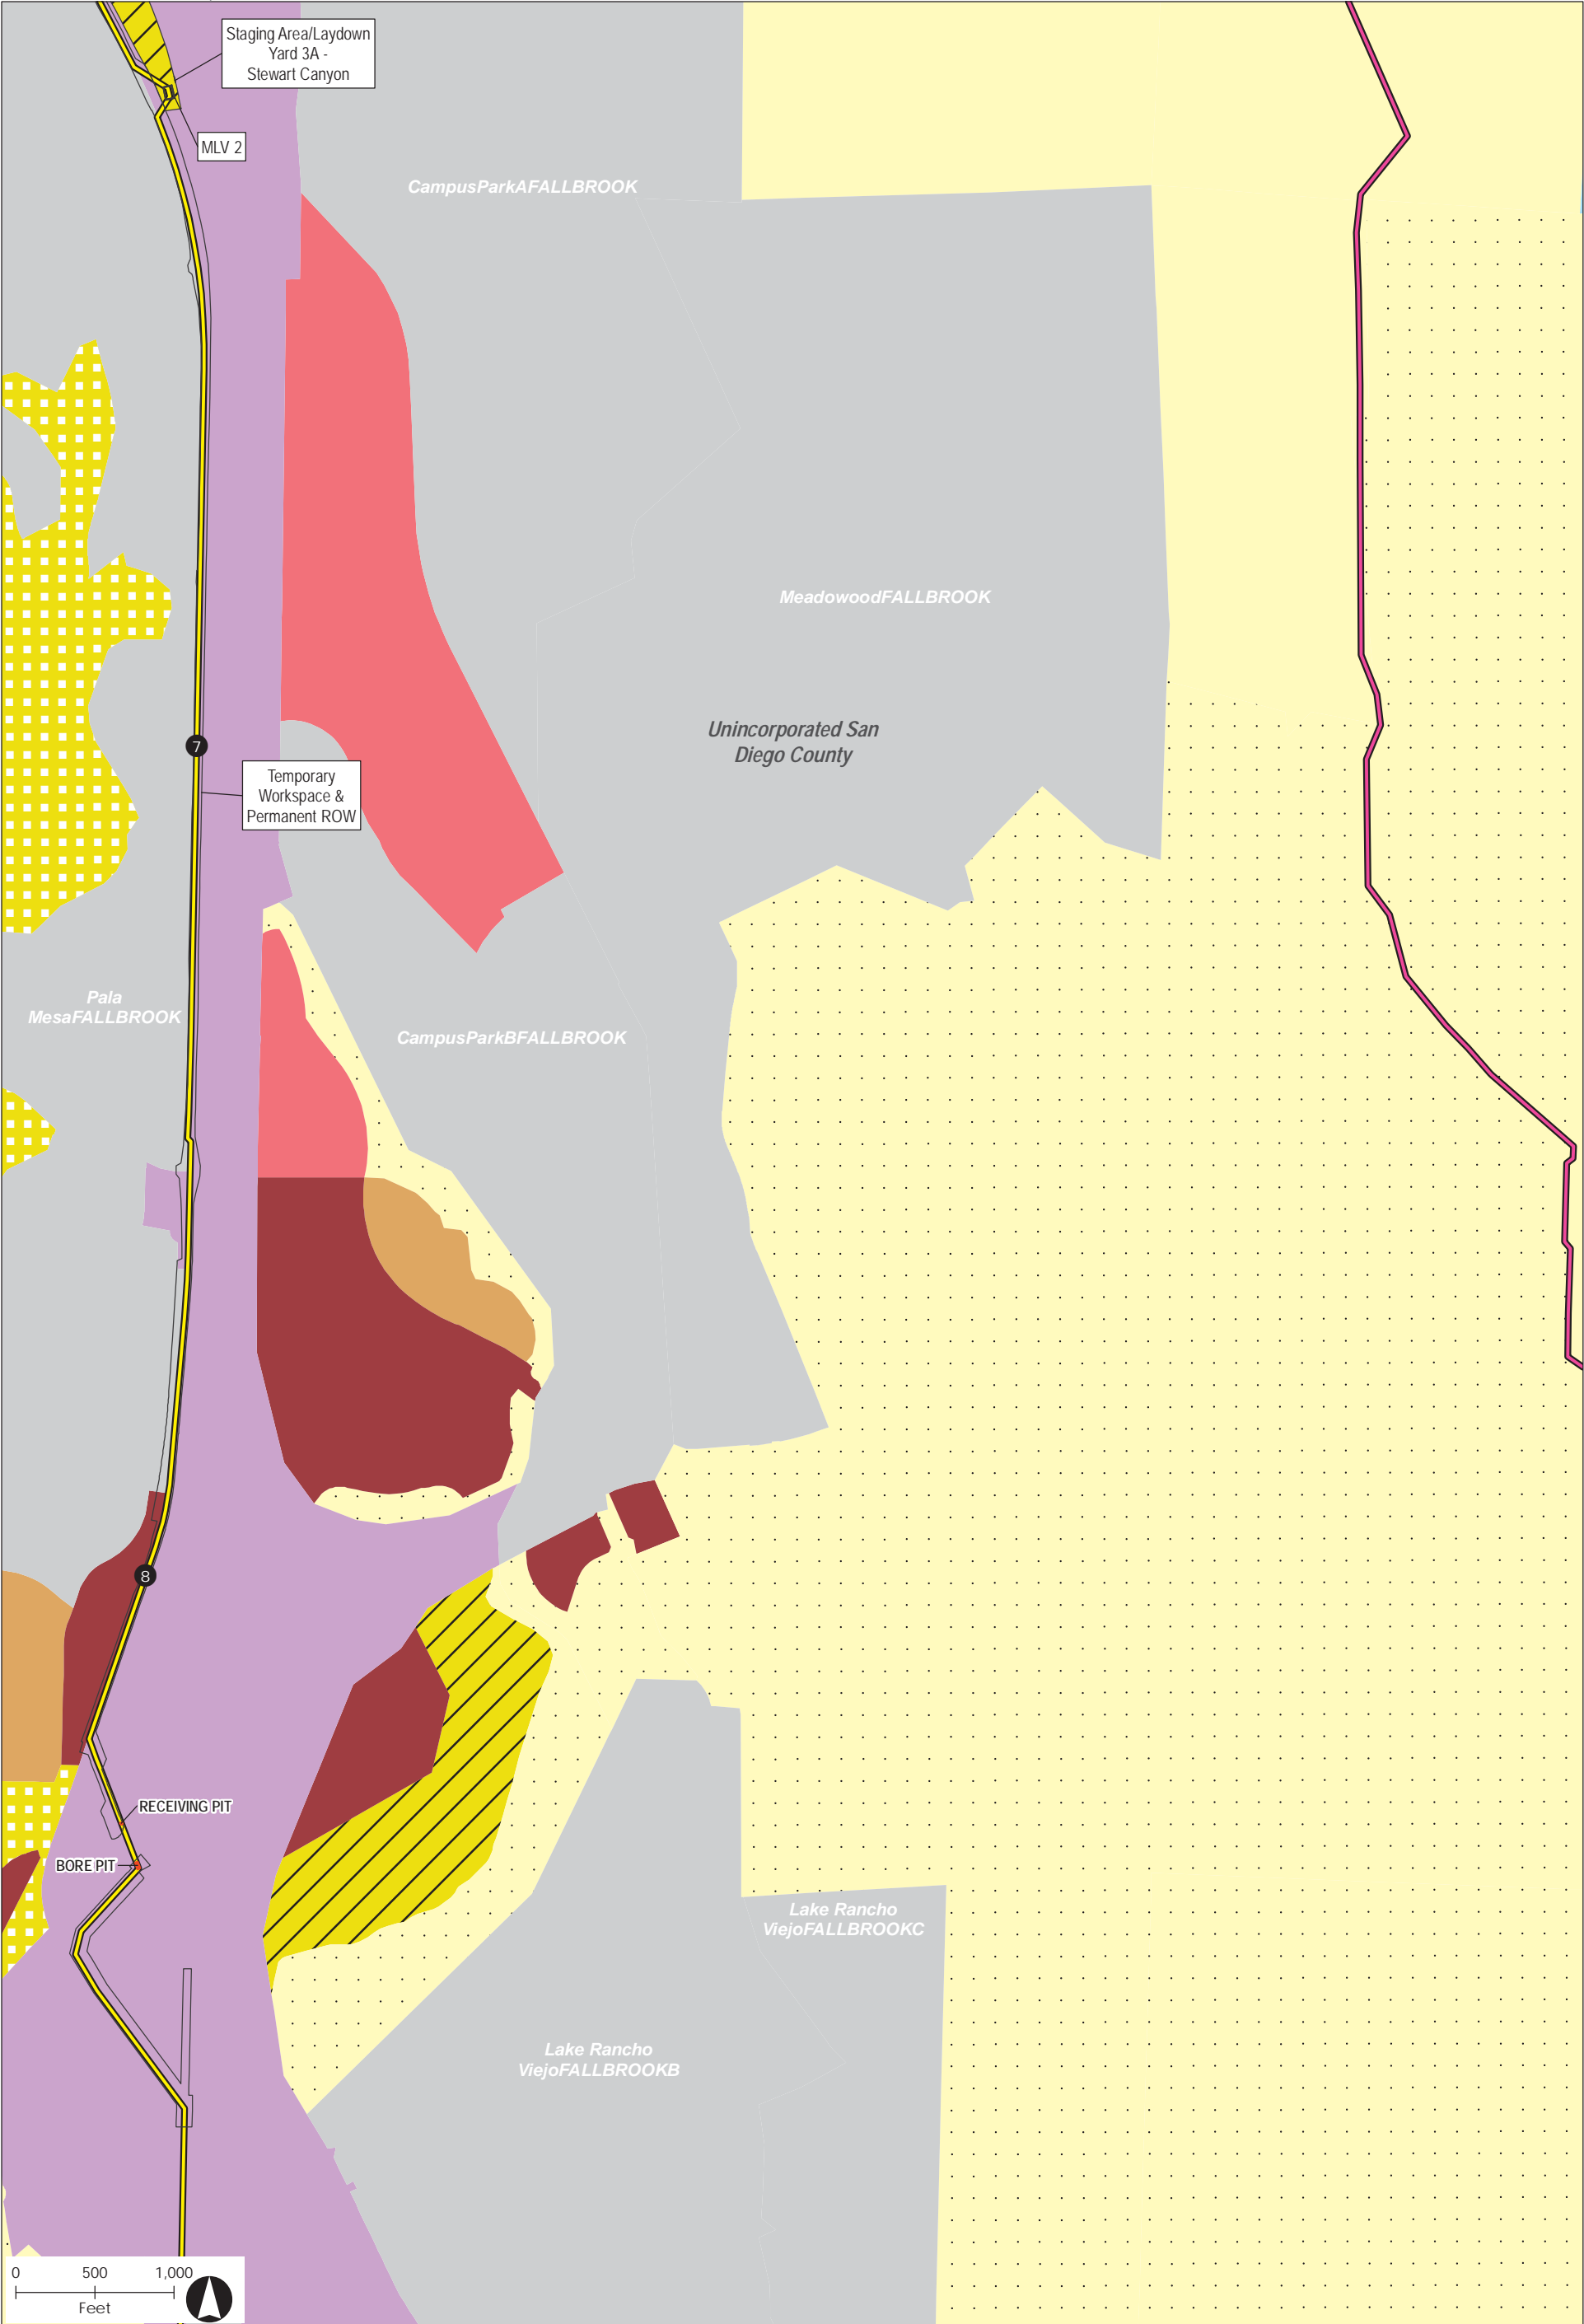 Staging Area/Laydown
Yard 3A -
Stewart Canyon
MLV 2
CampusParkAFALLBROOK
MeadowoodFALLBROOK
Unincorporated San
Diego County
7
Temporary
Workspace &
Permanent ROW
Pala
MesaFALLBROOK
CampusParkBFALLBROOK
8
RECEIVING PIT
BORE PIT
Lake Rancho
ViejoFALLBROOKC
Lake Rancho
ViejoFALLBROOKB
0 500 1,000
Feet